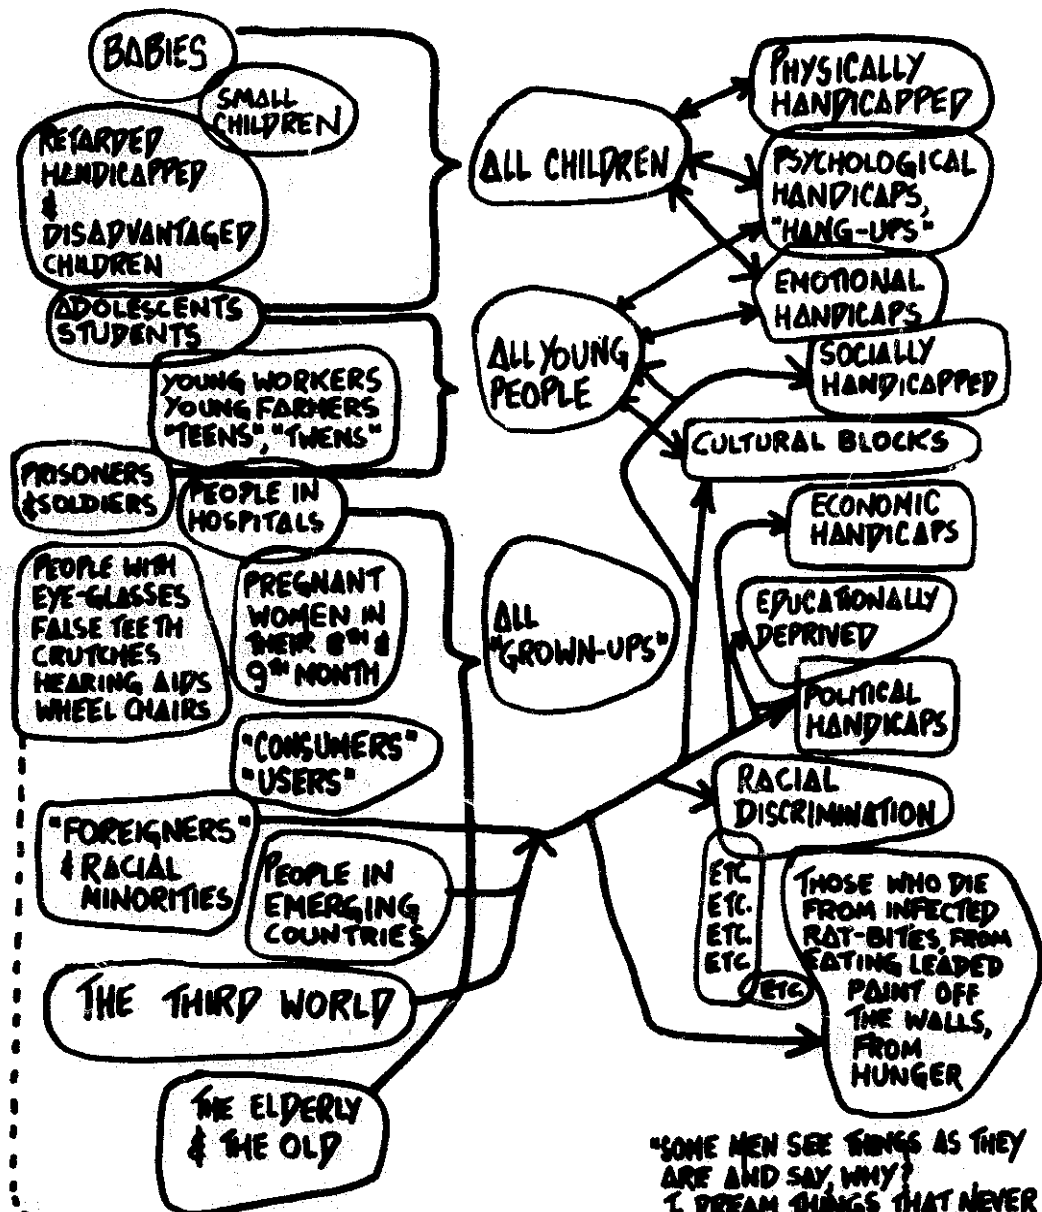 BABIES
SMALL
CHILDREN
RETARDED
HANDICAPPED
&
DISADVANTAGED
CHILDREN
ADOLESCENTS
STUDENTS
YOUNG WORKERS
YOUNG FARMERS
"TEENS", "TWENS"
PRISONERS
& SOLDIERS
PEOPLE IN
HOSPITALS
PEOPLE WITH
EYE-GLASSES
FALSE TEETH
CRUTCHES
HEARING AIDS
WHEEL CHAIRS
PREGNANT
WOMEN IN
THEIR 8TH &
9TH MONTH
"CONSUMERS"
"USERS"
"FOREIGNERS"
& RACIAL
MINORITIES
PEOPLE IN
EMERGING
COUNTRIES
THE THIRD WORLD
THE ELDERLY
& THE OLD
ALL CHILDREN
ALL YOUNG
PEOPLE
ALL
"GROWN-UPS"
PHYSICALLY
HANDICAPPED
PSYCHOLOGICAL
HANDICAPS,
"HANG-UPS"
EMOTIONAL
HANDICAPS
SOCIALLY
HANDICAPPED
CULTURAL BLOCKS
ECONOMIC
HANDICAPS
EDUCATIONALLY
DEPRIVED
POLITICAL
HANDICAPS
RACIAL
DISCRIMINATION
ETC.
ETC.
ETC.
ETC.
ETC.
THOSE WHO DIE
FROM INFECTED
RAT-BITES, FROM
EATING LEADED
PAINT OFF
THE WALLS,
FROM
HUNGER
"SOME MEN SEE THINGS AS THEY
ARE AND SAY, WHY?
I DREAM THINGS THAT NEVER